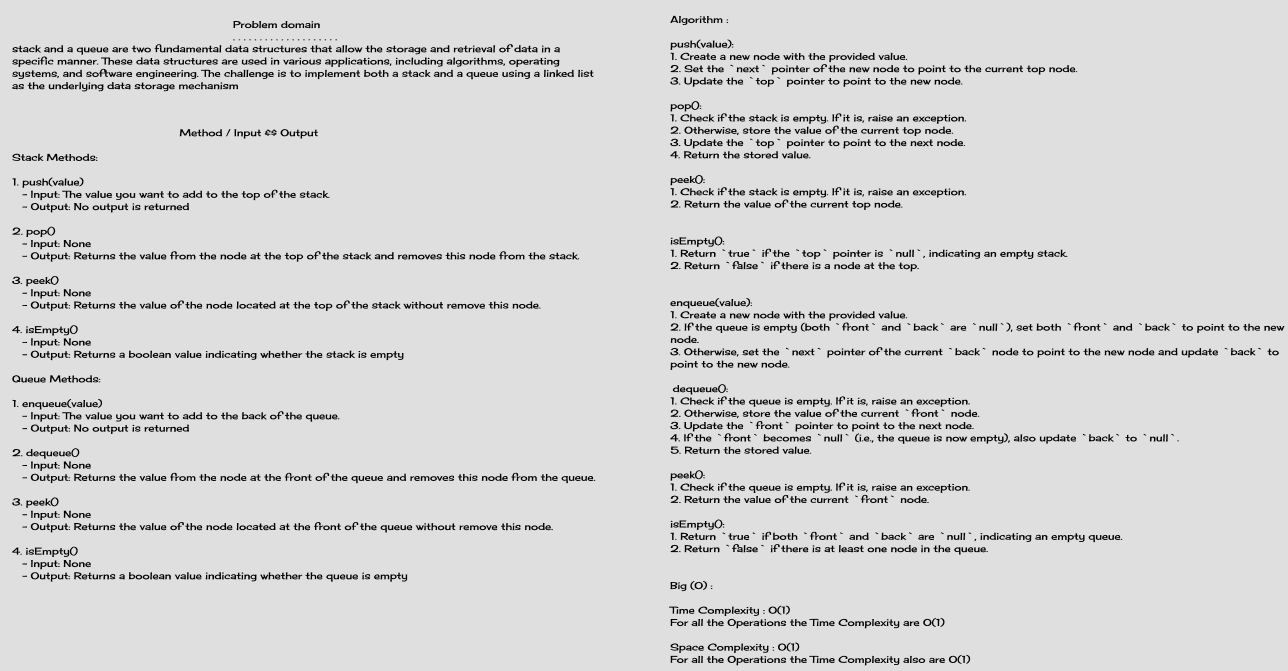 Problem domain
. . . . . . . . . . . . . . . . . . .
stack and a queue are two fundamental data structures that allow the storage and retrieval of data in a
specific manner. These data structures are used in various applications, including algorithms, operating
systems, and software engineering. The challenge is to implement both a stack and a queue using a linked list
as the underlying data storage mechanism
Method / Input && Output
Stack Methods:
1. push(value)
- Input: The value you want to add to the top of the stack.
- Output: No output is returned
2. pop()
- Input: None
- Output: Returns the value from the node at the top of the stack and removes this node from the stack.
3. peek()
- Input: None
- Output: Returns the value of the node located at the top of the stack without remove this node.
4. isEmpty()
- Input: None
- Output: Returns a boolean value indicating whether the stack is empty
Queue Methods:
1. enqueue(value)
- Input: The value you want to add to the back of the queue.
- Output: No output is returned
2. dequeue()
- Input: None
- Output: Returns the value from the node at the front of the queue and removes this node from the queue.
3. peek()
- Input: None
- Output: Returns the value of the node located at the front of the queue without remove this node.
4. isEmpty()
- Input: None
- Output: Returns a boolean value indicating whether the queue is empty
Algorithm :
push(value):
1. Create a new node with the provided value.
2. Set the `next` pointer of the new node to point to the current top node.
3. Update the `top` pointer to point to the new node.
pop():
1. Check if the stack is empty. If it is, raise an exception.
2. Otherwise, store the value of the current top node.
3. Update the `top` pointer to point to the next node.
4. Return the stored value.
peek():
1. Check if the stack is empty. If it is, raise an exception.
2. Return the value of the current top node.
isEmpty():
1. Return `true` if the `top` pointer is `null`, indicating an empty stack.
2. Return `false` if there is a node at the top.
enqueue(value):
1. Create a new node with the provided value.
2. If the queue is empty (both `front` and `back` are `null`), set both `front` and `back` to point to the new
node.
3. Otherwise, set the `next` pointer of the current `back` node to point to the new node and update `back` to
point to the new node.
dequeue():
1. Check if the queue is empty. If it is, raise an exception.
2. Otherwise, store the value of the current `front` node.
3. Update the `front` pointer to point to the next node.
4. If the `front` becomes `null` (i.e., the queue is now empty), also update `back` to `null`.
5. Return the stored value.
peek():
1. Check if the queue is empty. If it is, raise an exception.
2. Return the value of the current `front` node.
isEmpty():
1. Return `true` if both `front` and `back` are `null`, indicating an empty queue.
2. Return `false` if there is at least one node in the queue.
Big (O) :
Time Complexity : O(1)
For all the Operations the Time Complexity are O(1)
Space Complexity : O(1)
For all the Operations the Time Complexity also are O(1)